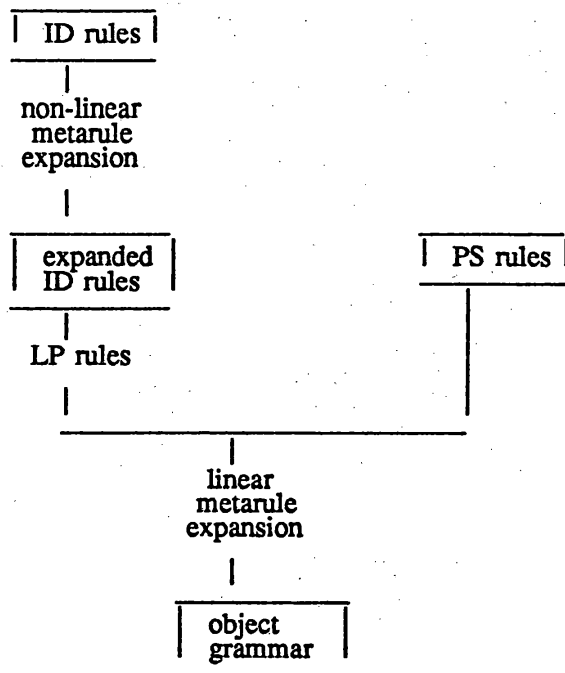 ID rules
non-linear
metarule
expansion
expanded
ID rules
PS rules
LP rules
linear
metarule
expansion
object
grammar